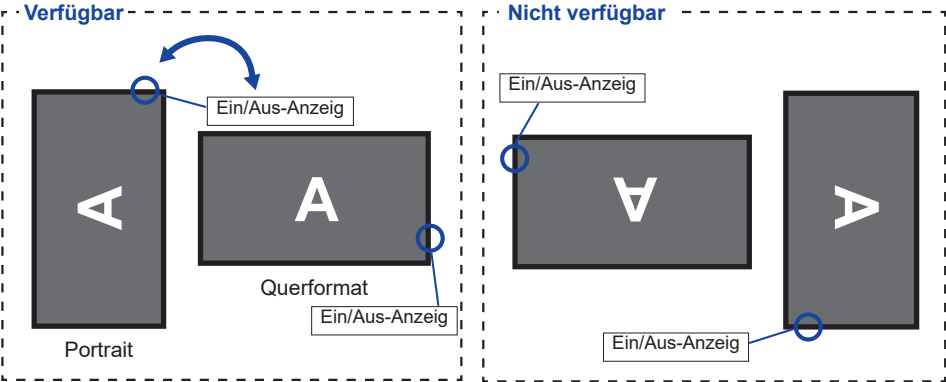 Verfügbar
Ein/Aus-Anzeig
A
A
Querformat
Ein/Aus-Anzeig
Portrait
Nicht verfügbar
Ein/Aus-Anzeig
A
A
Ein/Aus-Anzeig